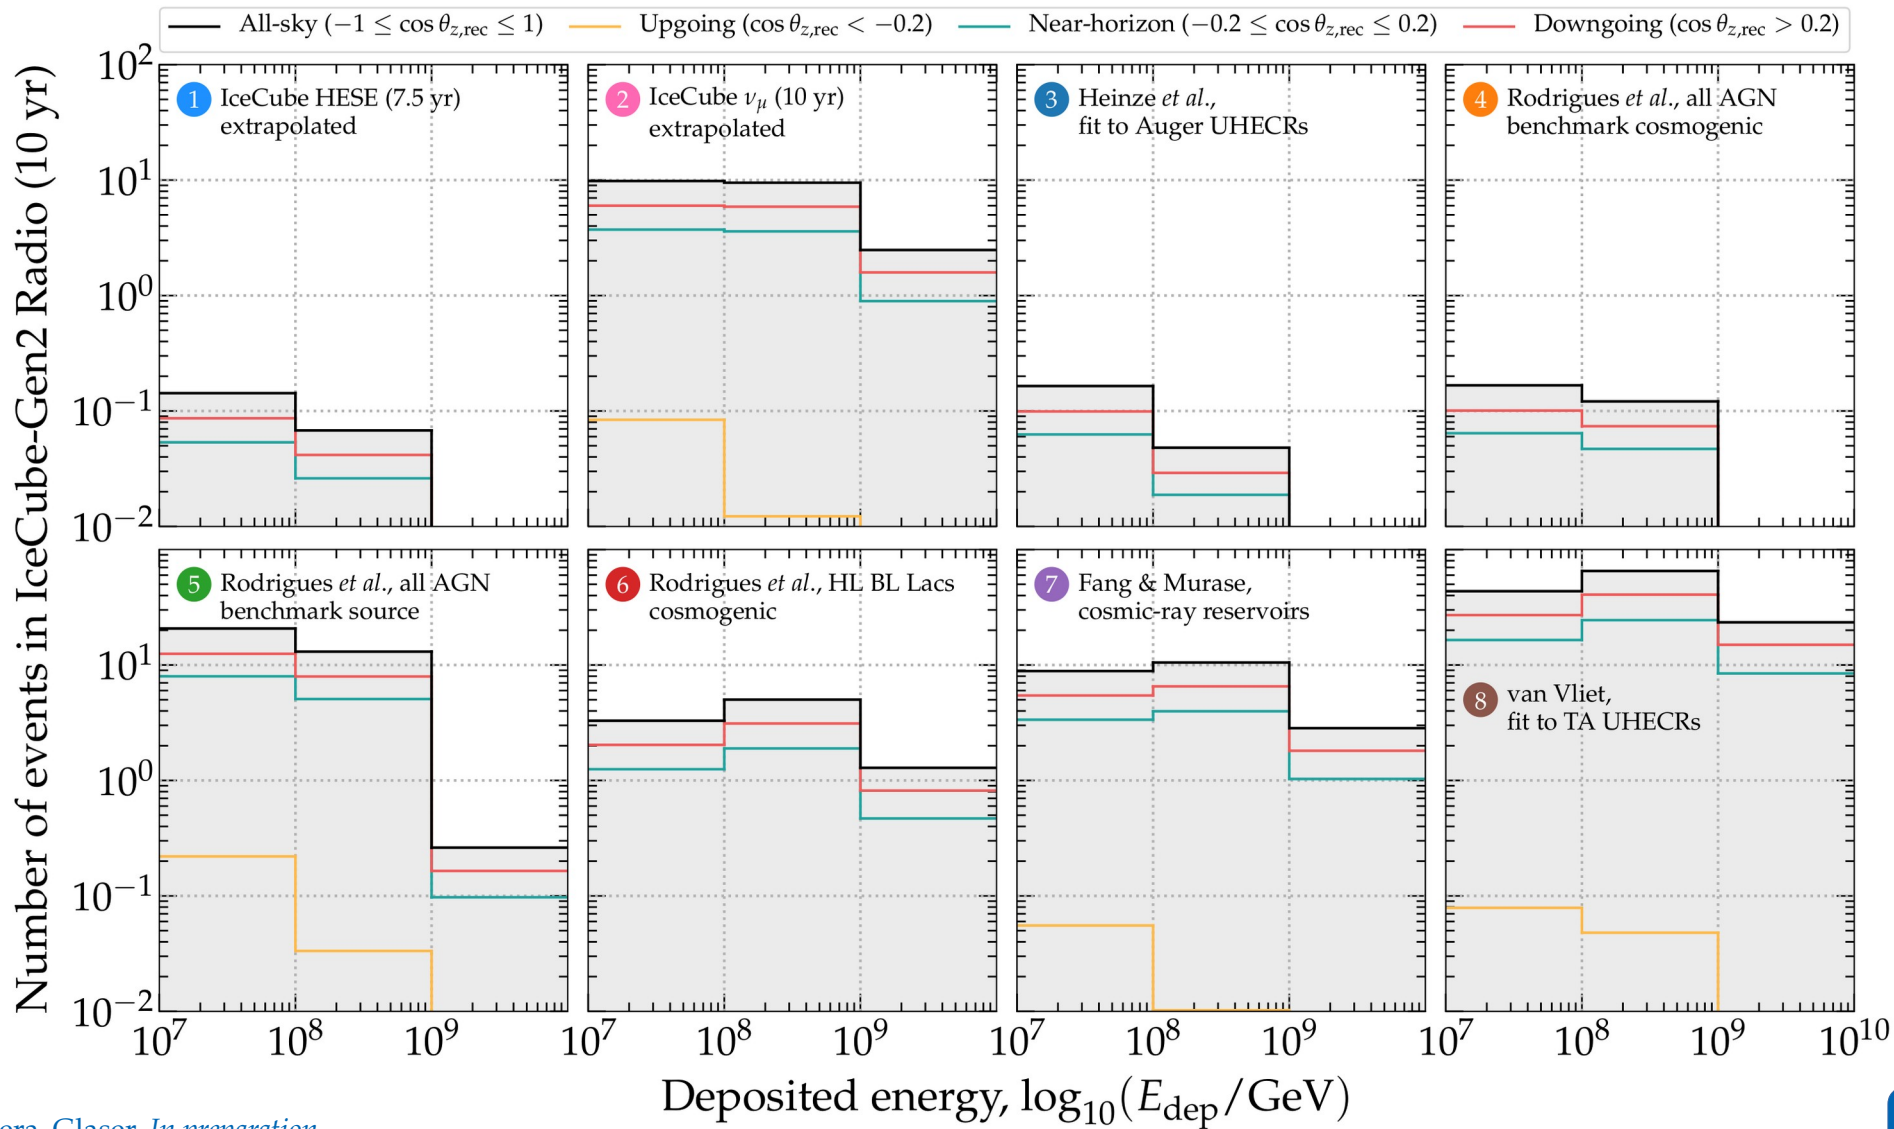 All-sky (−1 ≤ cos θz,rec ≤ 1)
Upgoing (cos θz,rec < −0.2)
Near-horizon (−0.2 ≤ cos θz,rec ≤ 0.2)
Downgoing (cos θz,rec > 0.2)
Number of events in IceCube-Gen2 Radio (10 yr)
10²
10¹
10⁰
10⁻¹
10⁻²
1 IceCube HESE (7.5 yr)
extrapolated
2 IceCube νμ (10 yr)
extrapolated
3 Heinze et al.,
fit to Auger UHECRs
4 Rodrigues et al., all AGN
benchmark cosmogenic
10¹
10⁰
10⁻¹
10⁻²
5 Rodrigues et al., all AGN
benchmark source
6 Rodrigues et al., HL BL Lacs
cosmogenic
7 Fang & Murase,
cosmic-ray reservoirs
8 van Vliet,
fit to TA UHECRs
10⁷ 10⁸ 10⁹ 10⁷ 10⁸ 10⁹ 10⁷ 10⁸ 10⁹ 10⁷ 10⁸ 10⁹ 10¹⁰
Deposited energy, log₁₀(Edep/GeV)
Glaser, In preparation